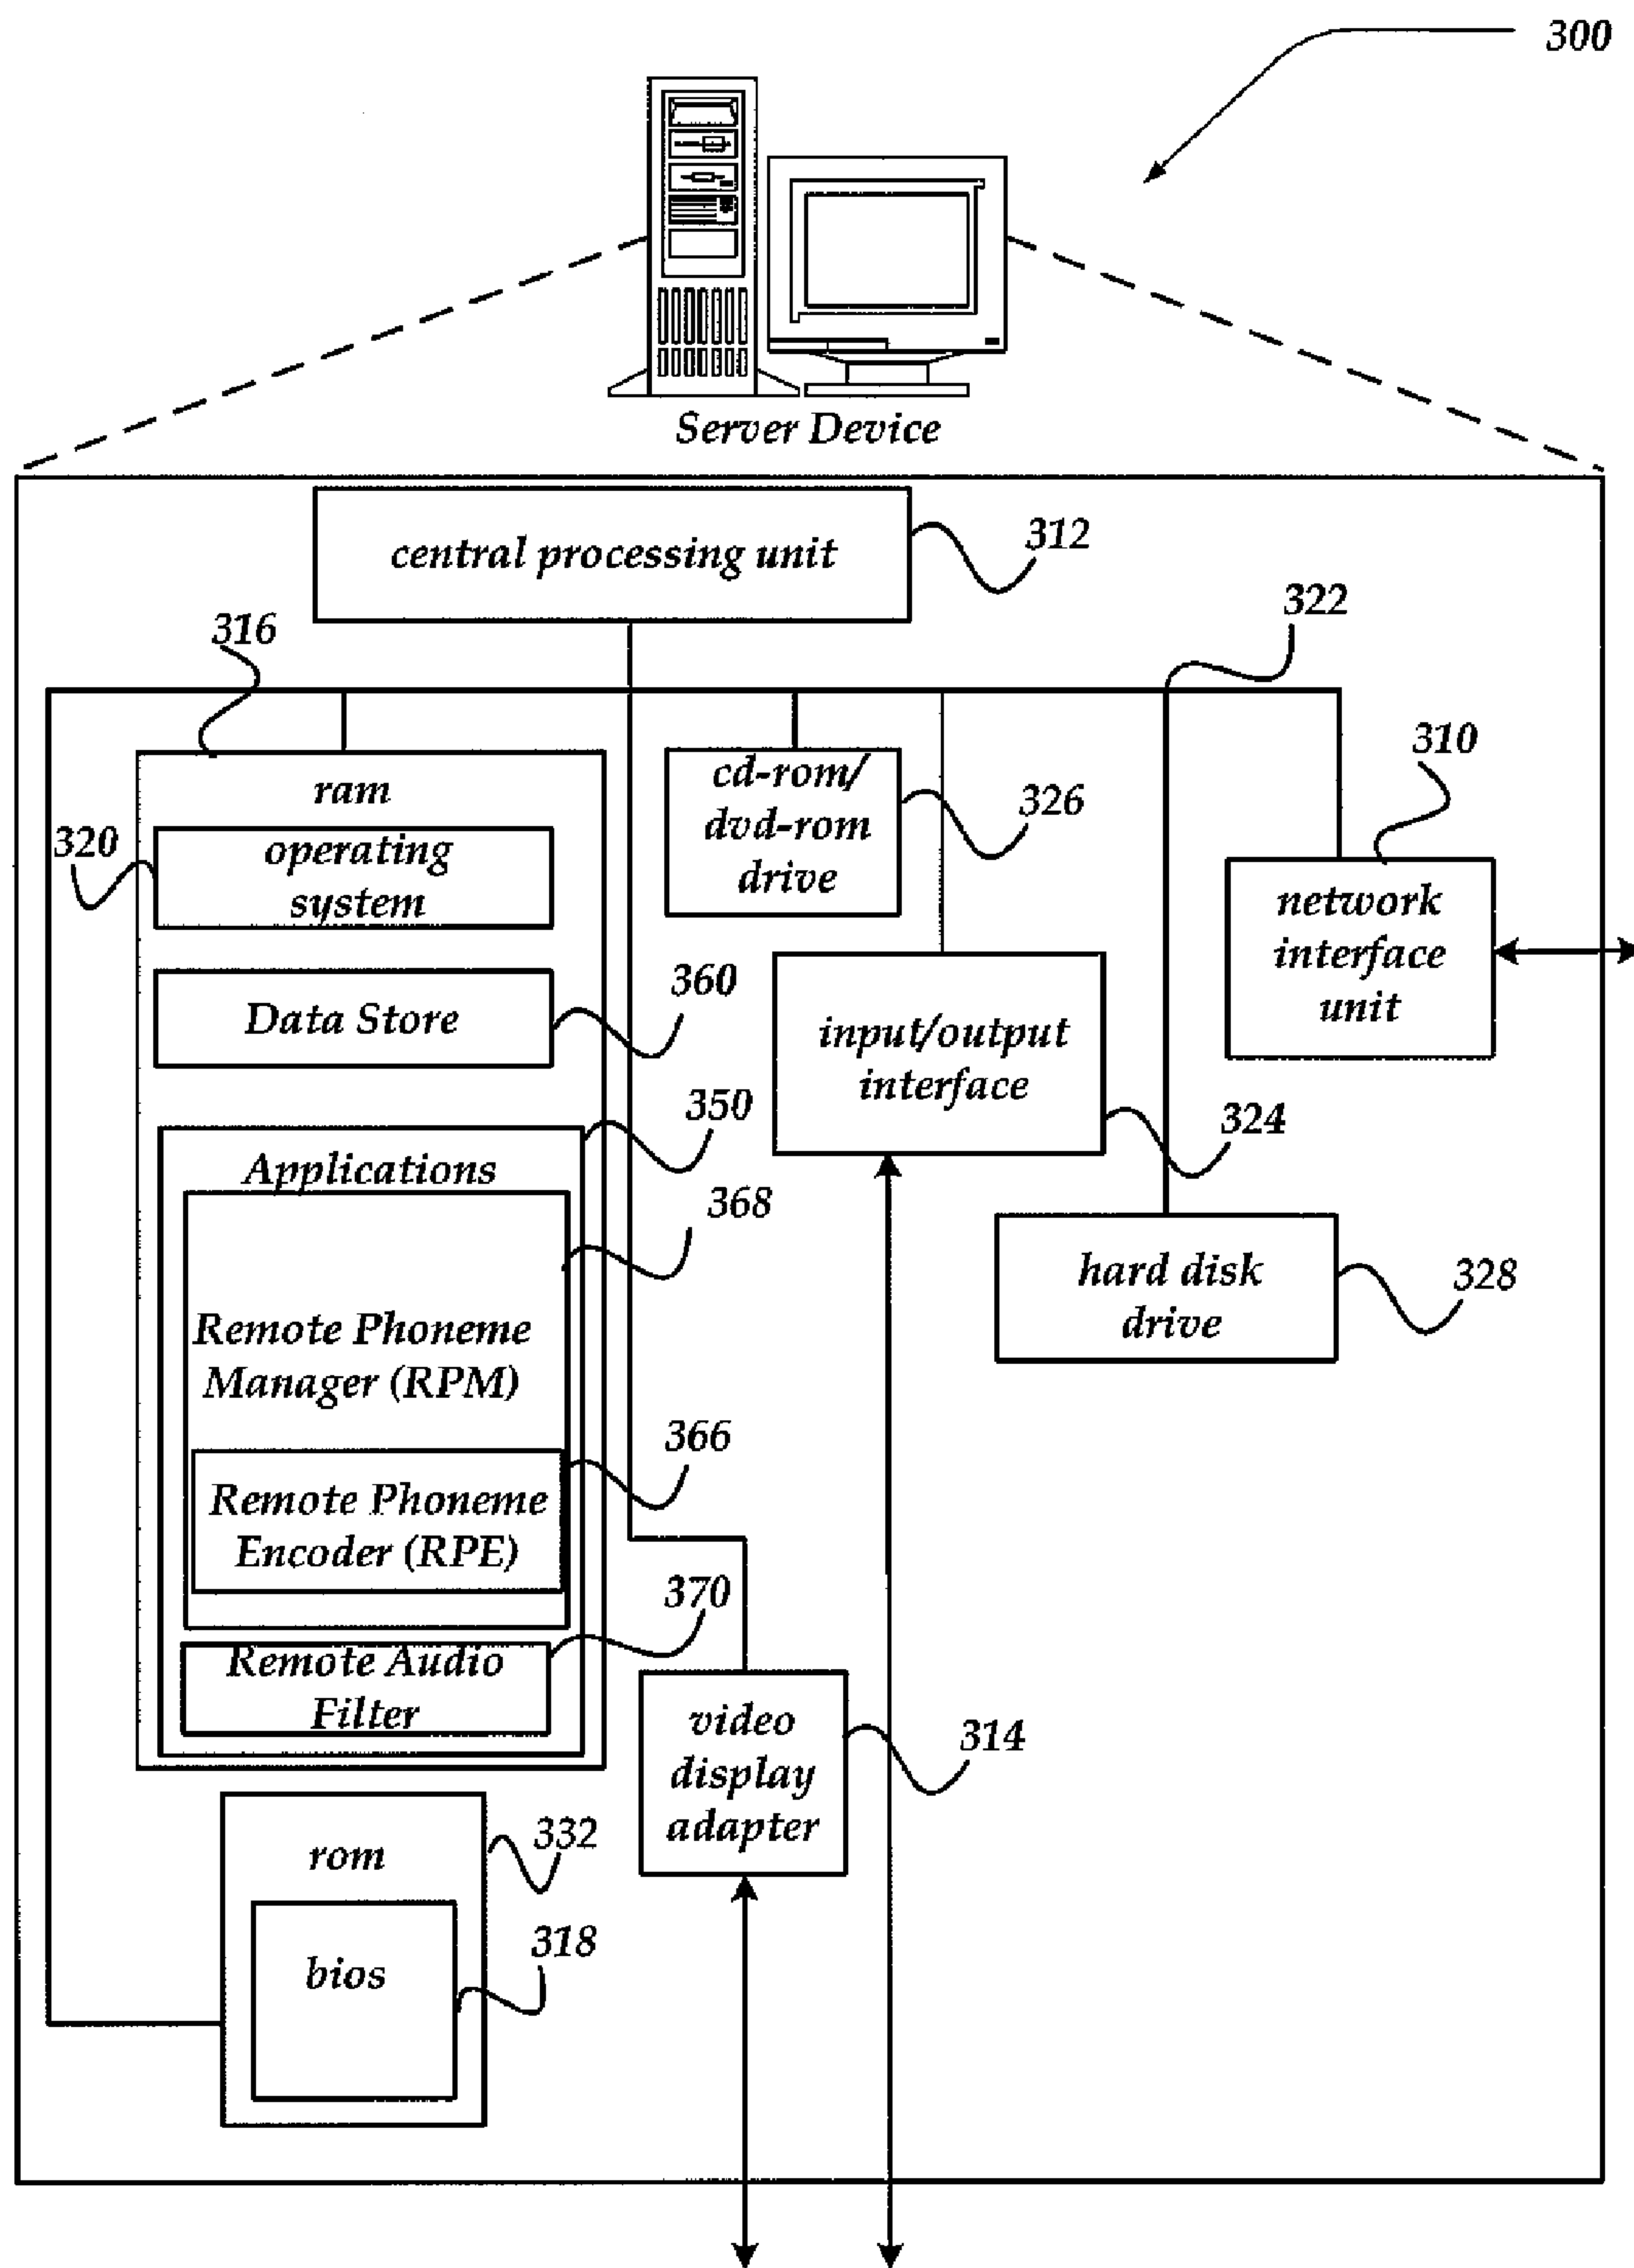 300
Server Device
central processing unit
312
322
316
310
ram
cd-rom/
dvd-rom
drive
326
320
operating
system
network
interface
unit
360
Data Store
input/output
interface
350
324
Applications
368
hard disk
drive
328
Remote Phoneme
Manager (RPM)
366
Remote Phoneme
Encoder (RPE)
370
Remote Audio
Filter
video
display
adapter
314
332
rom
318
bios